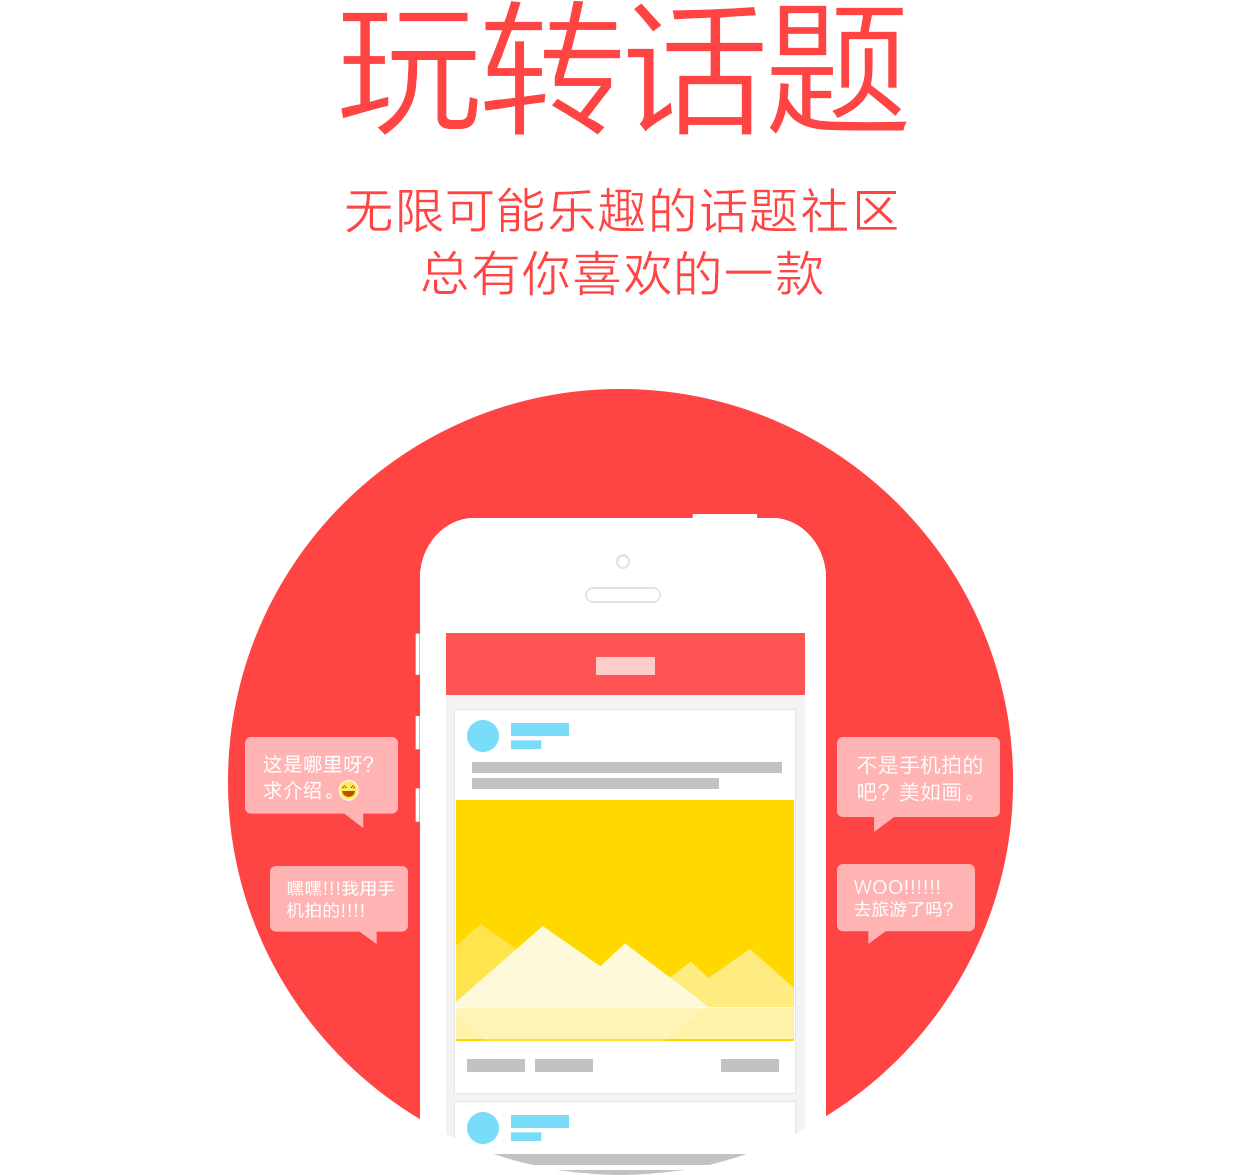 玩转话题
无限可能乐趣的话题社区
总有你喜欢的一款
这是哪里呀?
求介绍。
不是手机拍的
吧? 美如画。
嘿嘿!!!我用手
机拍的!!!!
WOO!!!!!!
去旅游了吗?